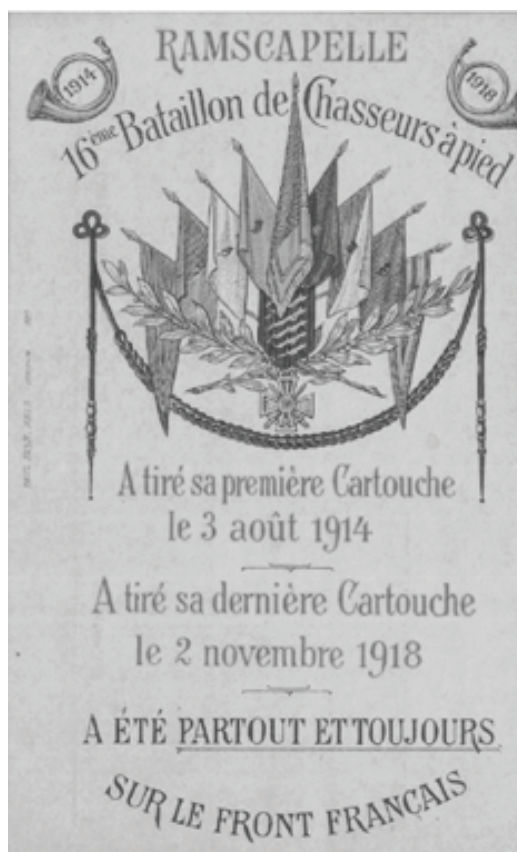 RAMSCAPELLE
1914
1918
16ème Bataillon de Chasseurs à pied
A tiré sa première Cartouche
le 3 août 1914
A tiré sa dernière Cartouche
le 2 novembre 1918
A ÉTÉ PARTOUT ET TOUJOURS
SUR LE FRONT FRANÇAIS